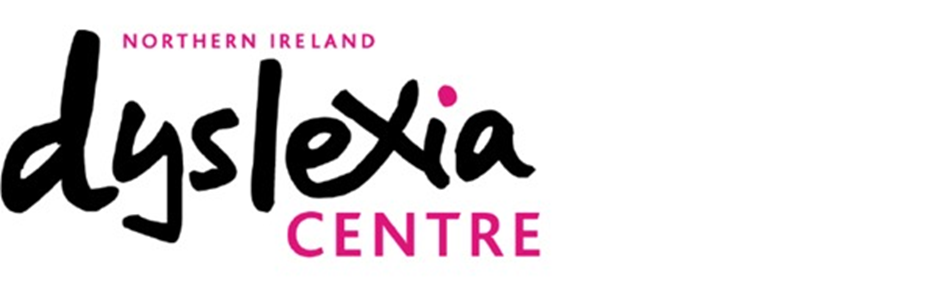 NORTHERN IRELAND
dyslexia
CENTRE